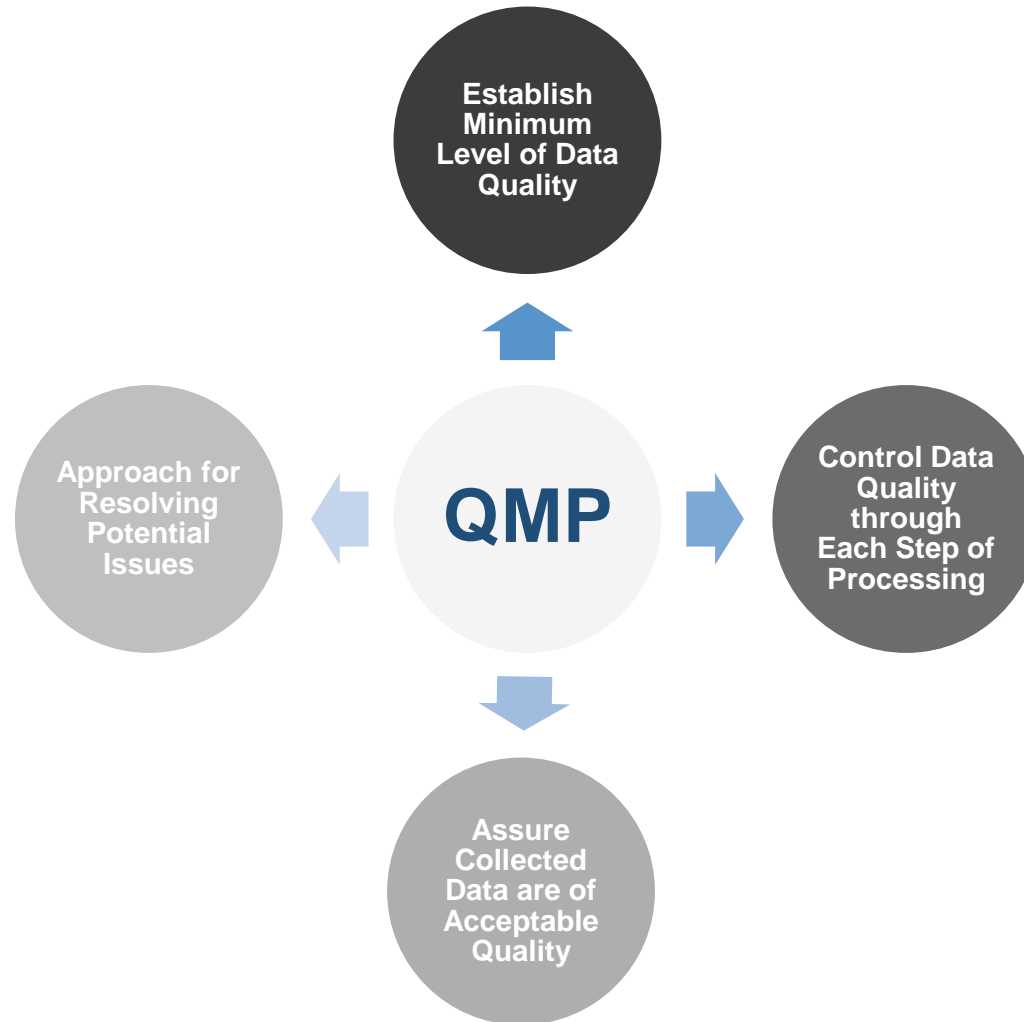 Establish
Minimum
Level of Data
Quality
Approach for
Resolving
Potential
Issues
QMP
Control Data
Quality
through
Each Step of
Processing
Assure
Collected
Data are of
Acceptable
Quality